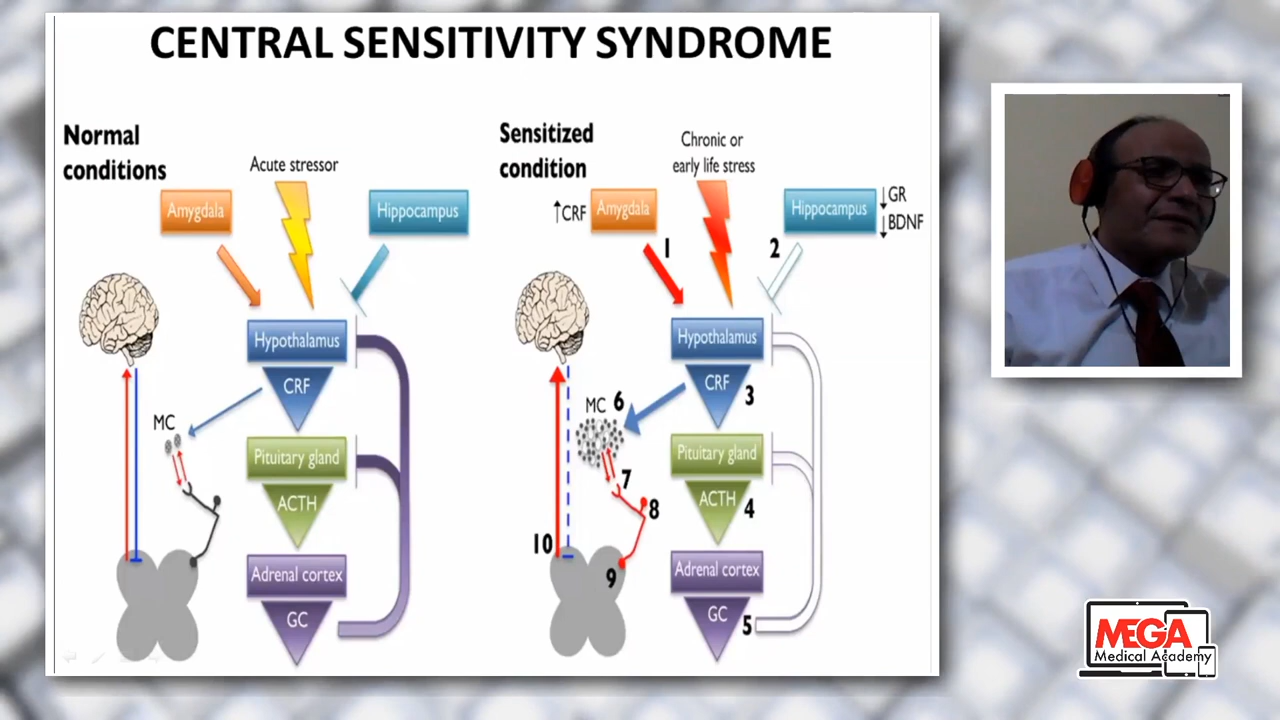 CENTRAL SENSITIVITY SYNDROME
Normal
conditions
Acute stressor
Amygdala
Hippocampus
Hypothalamus
CRF
MC
Pituitary gland
ACTH
Adrenal cortex
GC
Sensitized
condition
Chronic or
early life stress
↑CRF
Amygdala
Hippocampus
↓GR
↓BDNF
1
2
Hypothalamus
CRF
3
MC 6
Pituitary gland
7
ACTH
4
8
10
9
Adrenal cortex
GC
5
MEGA
Medical Academy